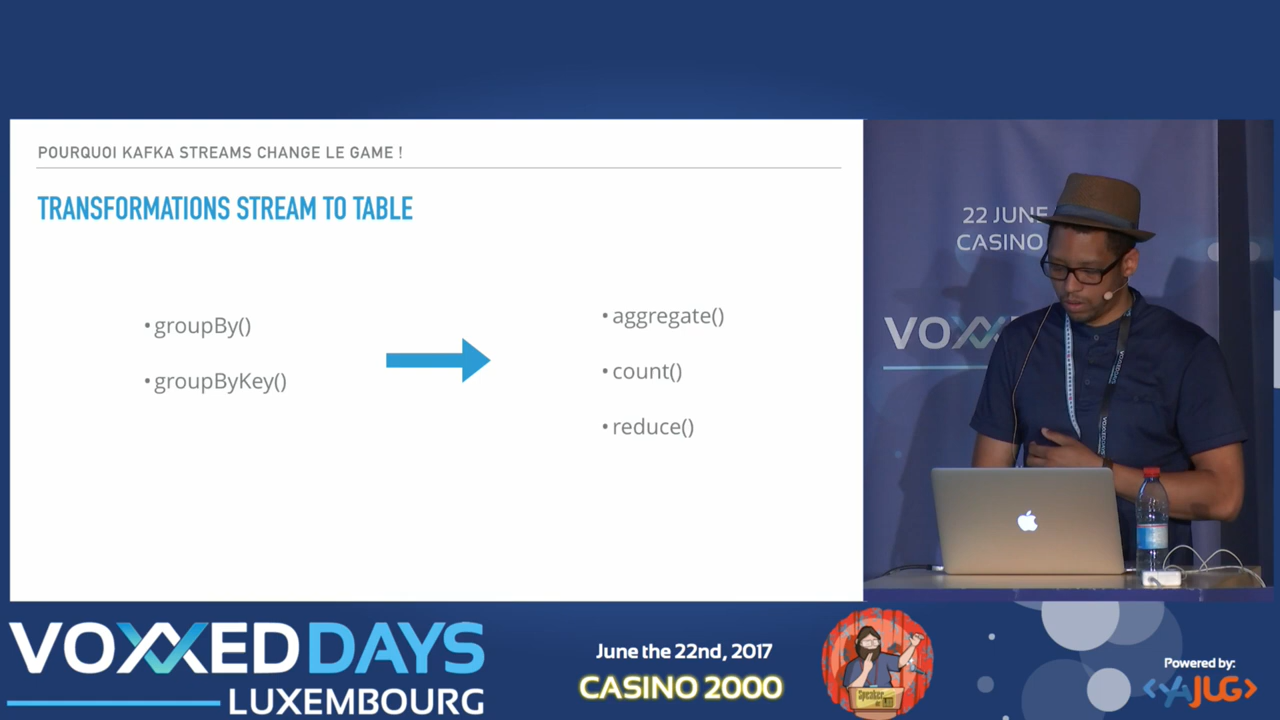 POURQUOI KAFKA STREAMS CHANGE LE GAME !
TRANSFORMATIONS STREAM TO TABLE
• groupBy()
• groupByKey()
• aggregate()
• count()
• reduce()
22 JUNE
CASINO
VOXX
VOXXED DAYS
LUXEMBOURG
June the 22nd, 2017
CASINO 2000
Speaker
Powered by:
<YAJUG>